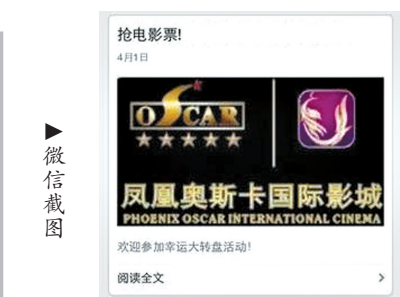 ▶微信截图
抢电影票!
4月1日
OSCAR
凤凰奥斯卡国际影城
PHOENIX OSCAR INTERNATIONAL CINEMA
欢迎参加幸运大转盘活动!
阅读全文